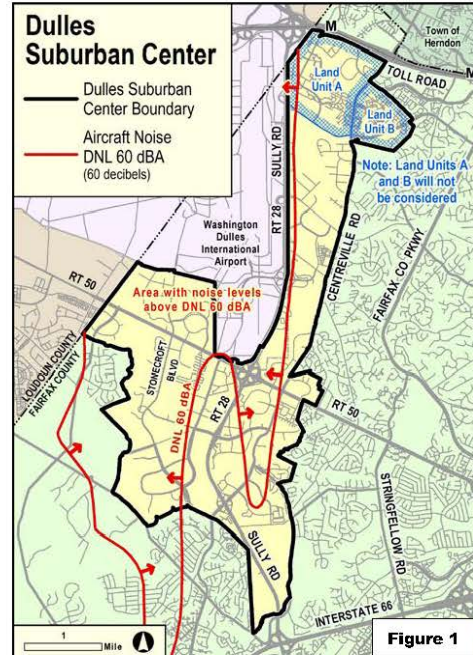 Dulles
Suburban Center
Dulles Suburban
Center Boundary
Aircraft Noise
DNL 60 dBA
(60 decibels)
M
Town of
Herndon
TOLL ROAD
M
Land
Unit A
Land
Unit B
Note: Land Units A
and B will not
be considered
SULLY RD
RT 28
CENTREVILLE RD
FAIRFAX CO PKWY
Washington
Dulles
International
Airport
RT 50
Area with noise levels
above DNL 60 dBA
LOUDOUN COUNTY
FAIRFAX COUNTY
STONECROFT
BLVD
DNL 60 dBA
RT 28
RT 50
STRINGFELLOW RD
SULLY RD
INTERSTATE 66
1
Mile
Figure 1